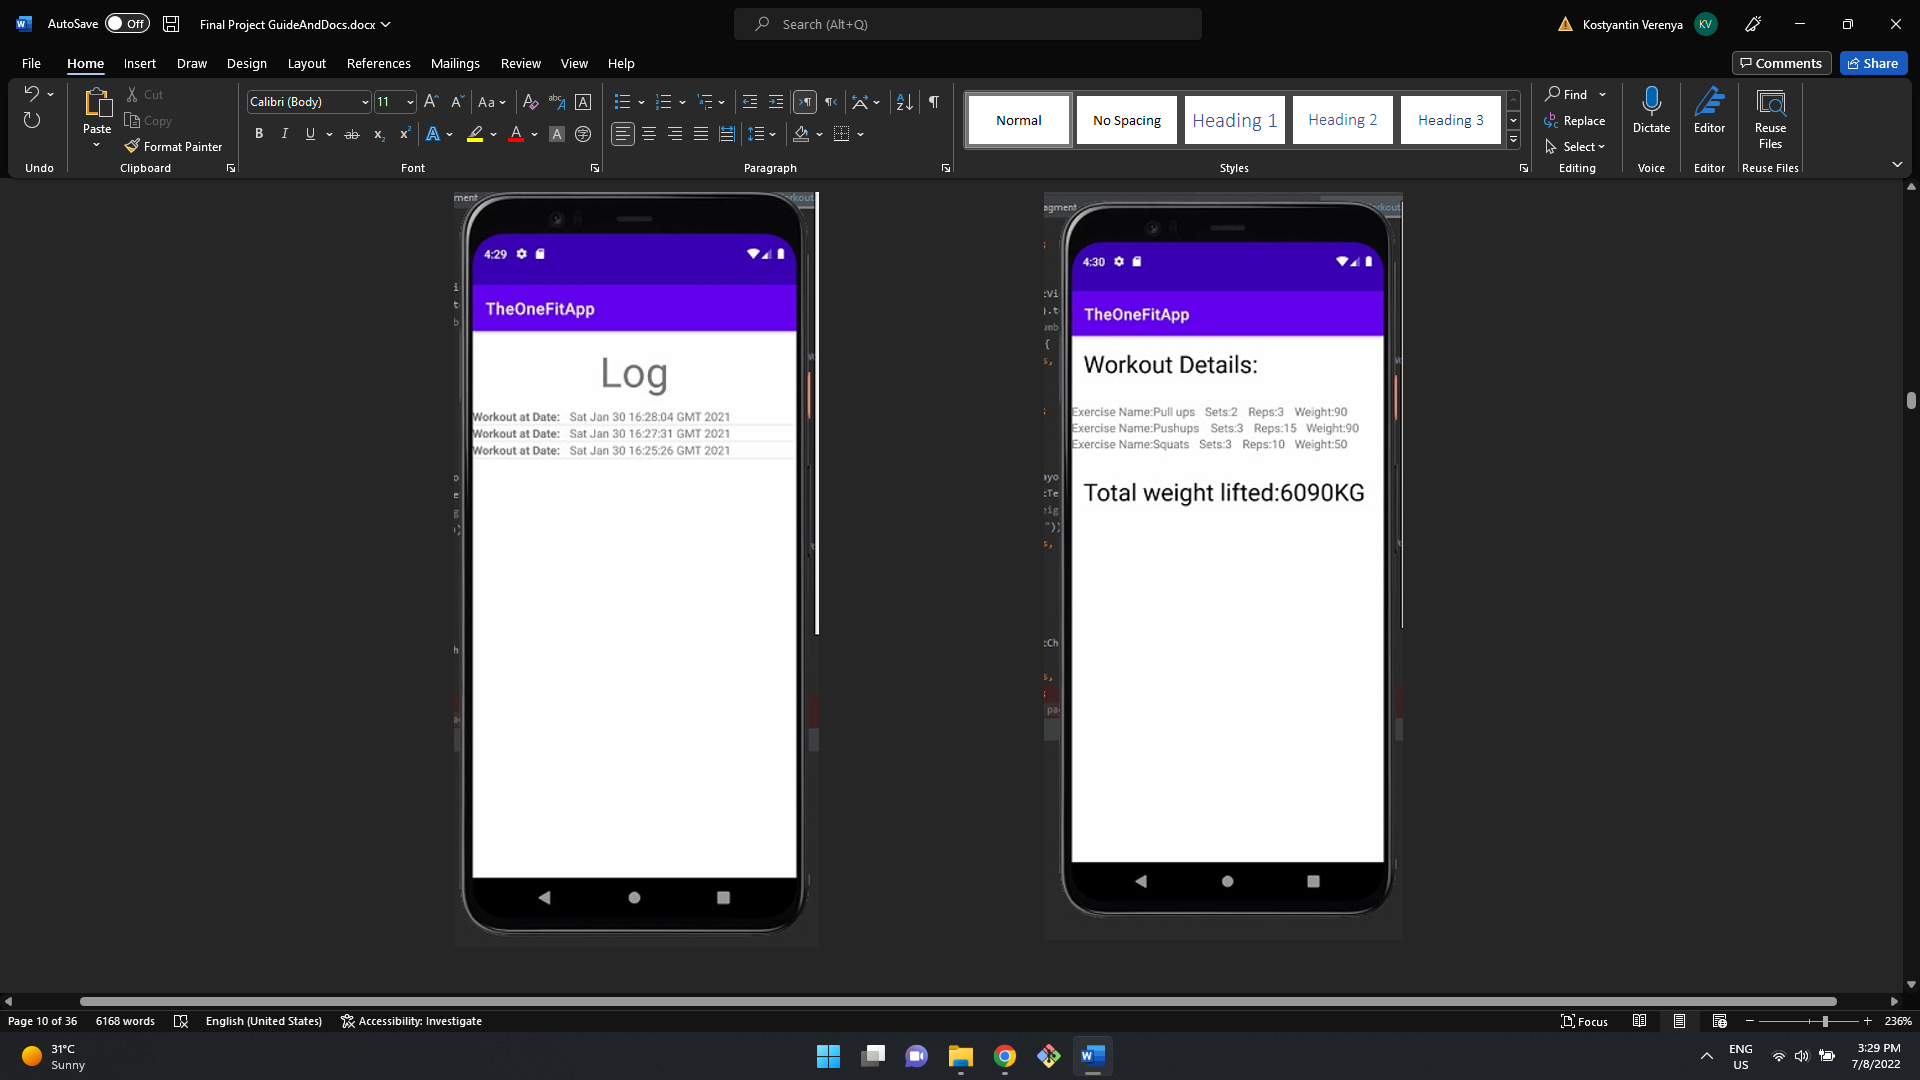 AutoSave Off Final Project GuideAndDocs.docx Search (Alt+Q) Kostyantin Verenya KV
File Home Insert Draw Design Layout References Mailings Review View Help Comments Share
Undo
Paste Cut Copy Format Painter
Clipboard
Calibri (Body) 11
Font
Paragraph
Normal No Spacing Heading 1 Heading 2 Heading 3
Styles
Find Replace Select
Editing
Dictate
Voice
Editor
Editor
Reuse Files
Reuse Files
4:29
TheOneFitApp
Log
Workout at Date: Sat Jan 30 16:28:04 GMT 2021
Workout at Date: Sat Jan 30 16:27:31 GMT 2021
Workout at Date: Sat Jan 30 16:25:26 GMT 2021
4:30
TheOneFitApp
Workout Details:
Exercise Name:Pull ups Sets:2 Reps:3 Weight:90
Exercise Name:Pushups Sets:3 Reps:15 Weight:90
Exercise Name:Squats Sets:3 Reps:10 Weight:50
Total weight lifted:6090KG
Page 10 of 36 6168 words English (United States) Accessibility: Investigate Focus 236%
31°C
Sunny
ENG
US
3:29 PM
7/8/2022